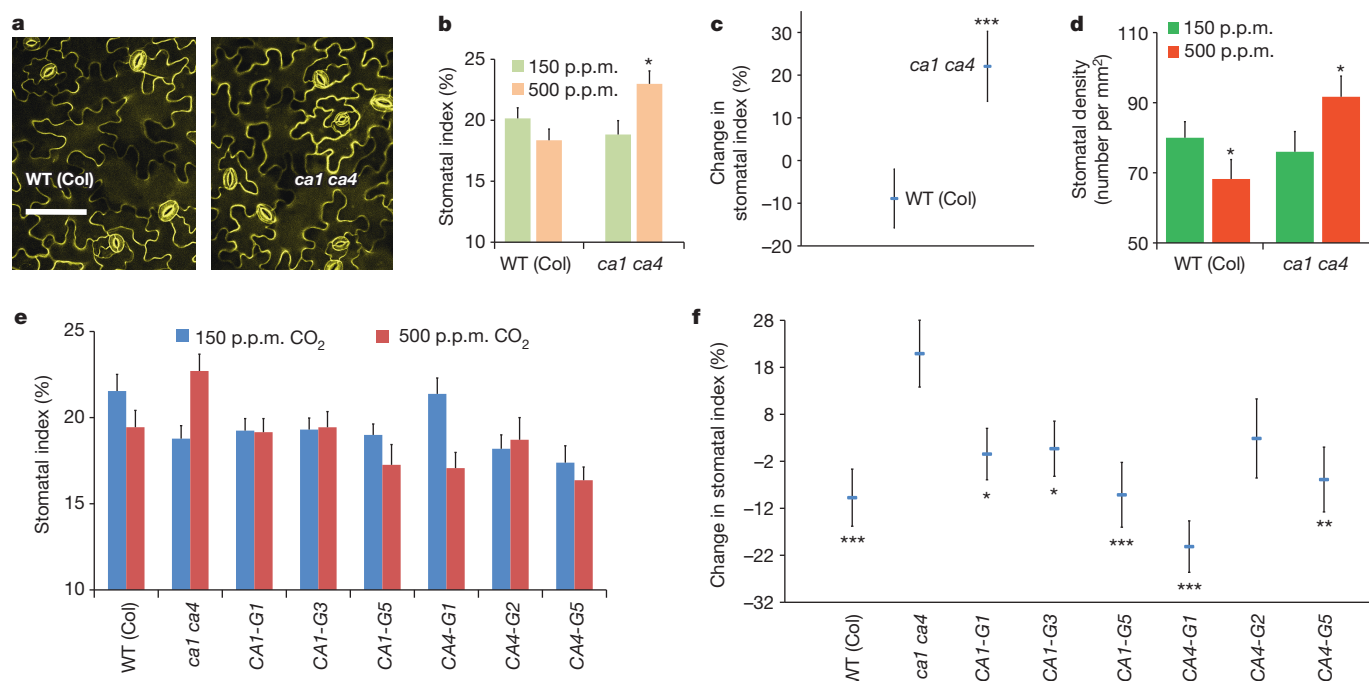 a
WT (Col)
ca1 ca4
b
Stomatal index (%)
25
20
15
10
150 p.p.m.
500 p.p.m.
*
WT (Col)
ca1 ca4
c
Change in
stomatal index (%)
30
20
10
0
–10
–20
***
ca1 ca4
WT (Col)
d
150 p.p.m.
500 p.p.m.
Stomatal density
(number per mm²)
110
90
70
50
*
*
WT (Col)
ca1 ca4
e
Stomatal index (%)
25
20
15
10
150 p.p.m. CO₂
500 p.p.m. CO₂
WT (Col)
ca1 ca4
CA1-G1
CA1-G3
CA1-G5
CA4-G1
CA4-G2
CA4-G5
f
Change in stomatal index (%)
28
18
8
–2
–12
–22
–32
***
*
*
***
***
**
WT (Col)
ca1 ca4
CA1-G1
CA1-G3
CA1-G5
CA4-G1
CA4-G2
CA4-G5